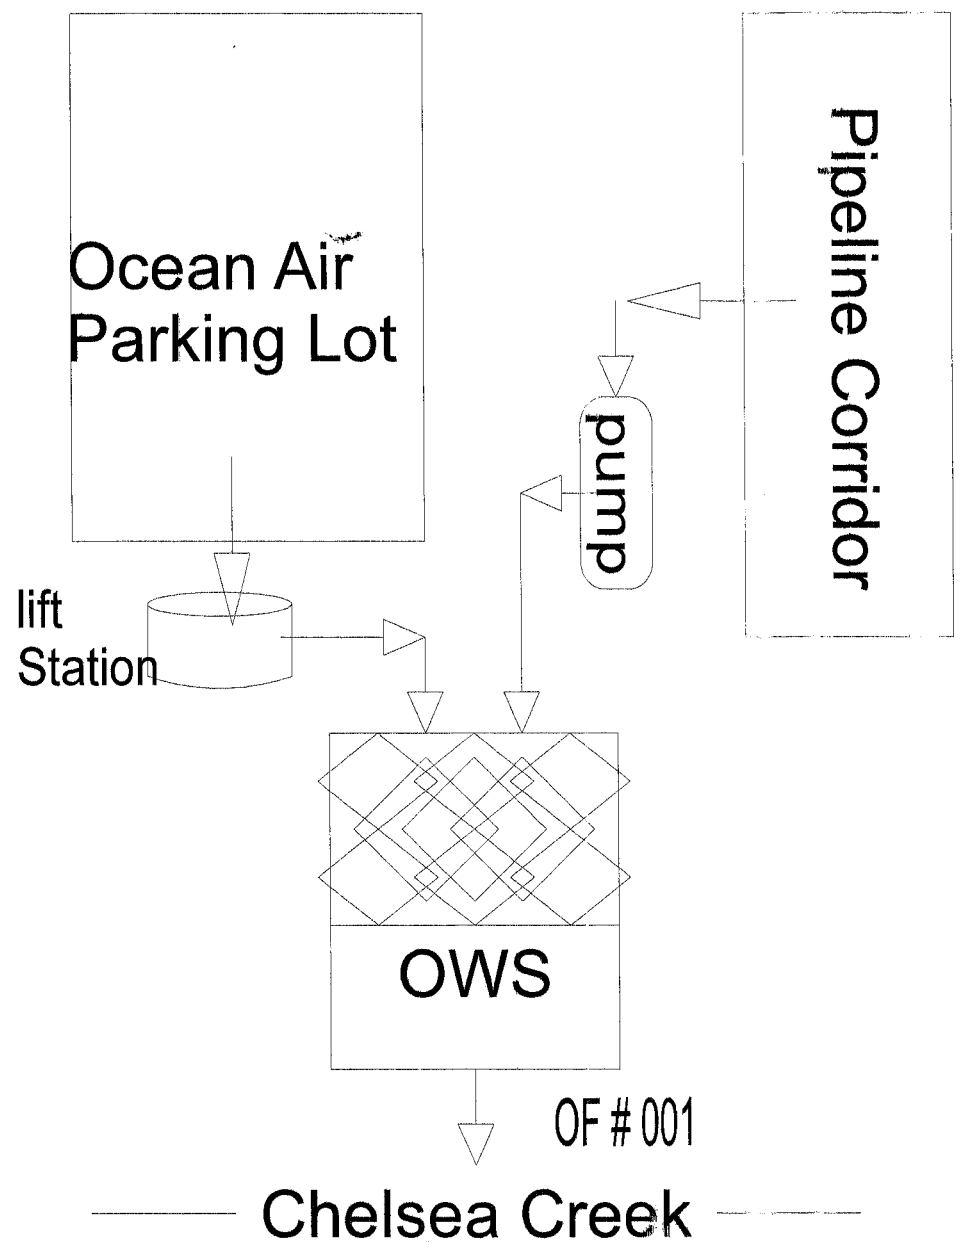 Ocean Air
Parking Lot
Pipeline Corridor
pump
lift
Station
OWS
OF # 001
Chelsea Creek